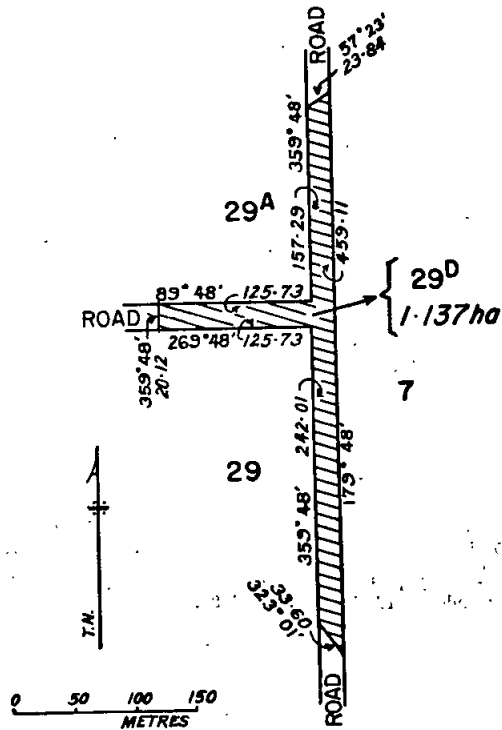 ROAD
57°23'
23·84
359°48'
29A
157·29
459·11
89°48'
125·73
29D
1·137ha
ROAD
359°48'
20·12
269°48'
125·73
7
242·01
179°48'
29
359°48'
33·60
323°01'
T.N.
0 50 100 150
METRES
ROAD